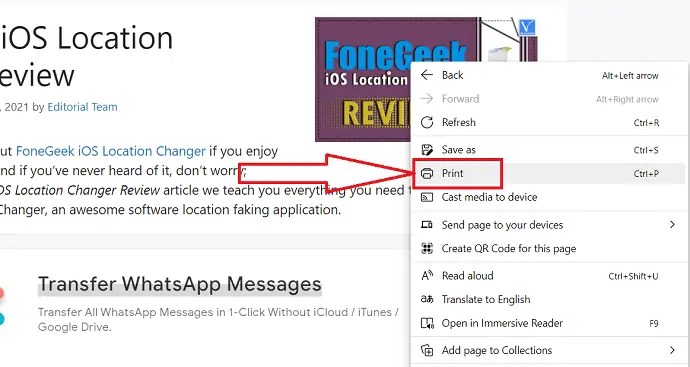 iOS Location
eview
, 2021 by Editorial Team
FoneGeek
iOS Location
REVIE
ut FoneGeek iOS Location Changer if you enjoy
nd if you’ve never heard of it, don’t worry;
OS Location Changer Review article we teach you everything you need t
Changer, an awesome software location faking application.
Transfer WhatsApp Messages
Transfer All WhatsApp Messages in 1-Click Without iCloud / iTunes /
Google Drive.
Back Alt+Left arrow
Forward Alt+Right arrow
Refresh Ctrl+R
Save as Ctrl+S
Print Ctrl+P
Cast media to device
Send page to your devices
Create QR Code for this page
Read aloud Ctrl+Shift+U
Translate to English
Open in Immersive Reader F9
Add page to Collections